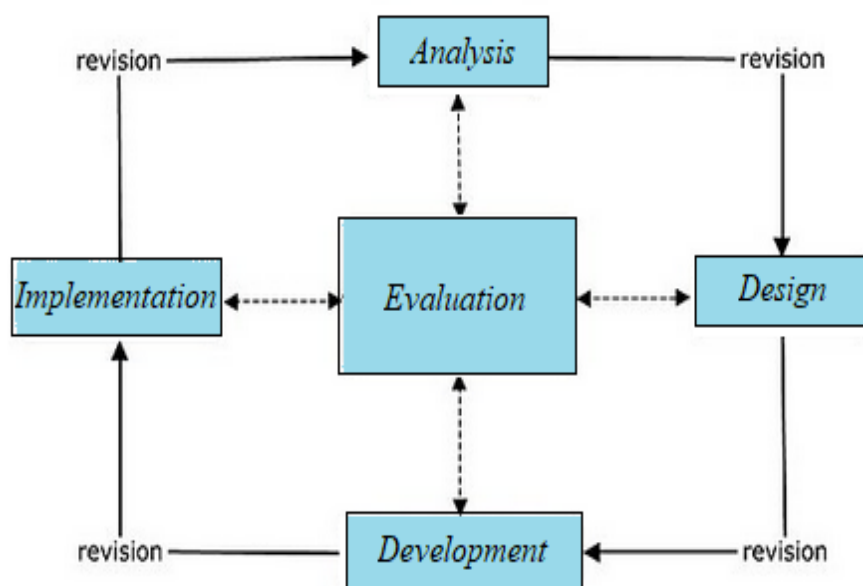 Analysis
revision
revision
Implementation
Evaluation
Design
Development
revision
revision